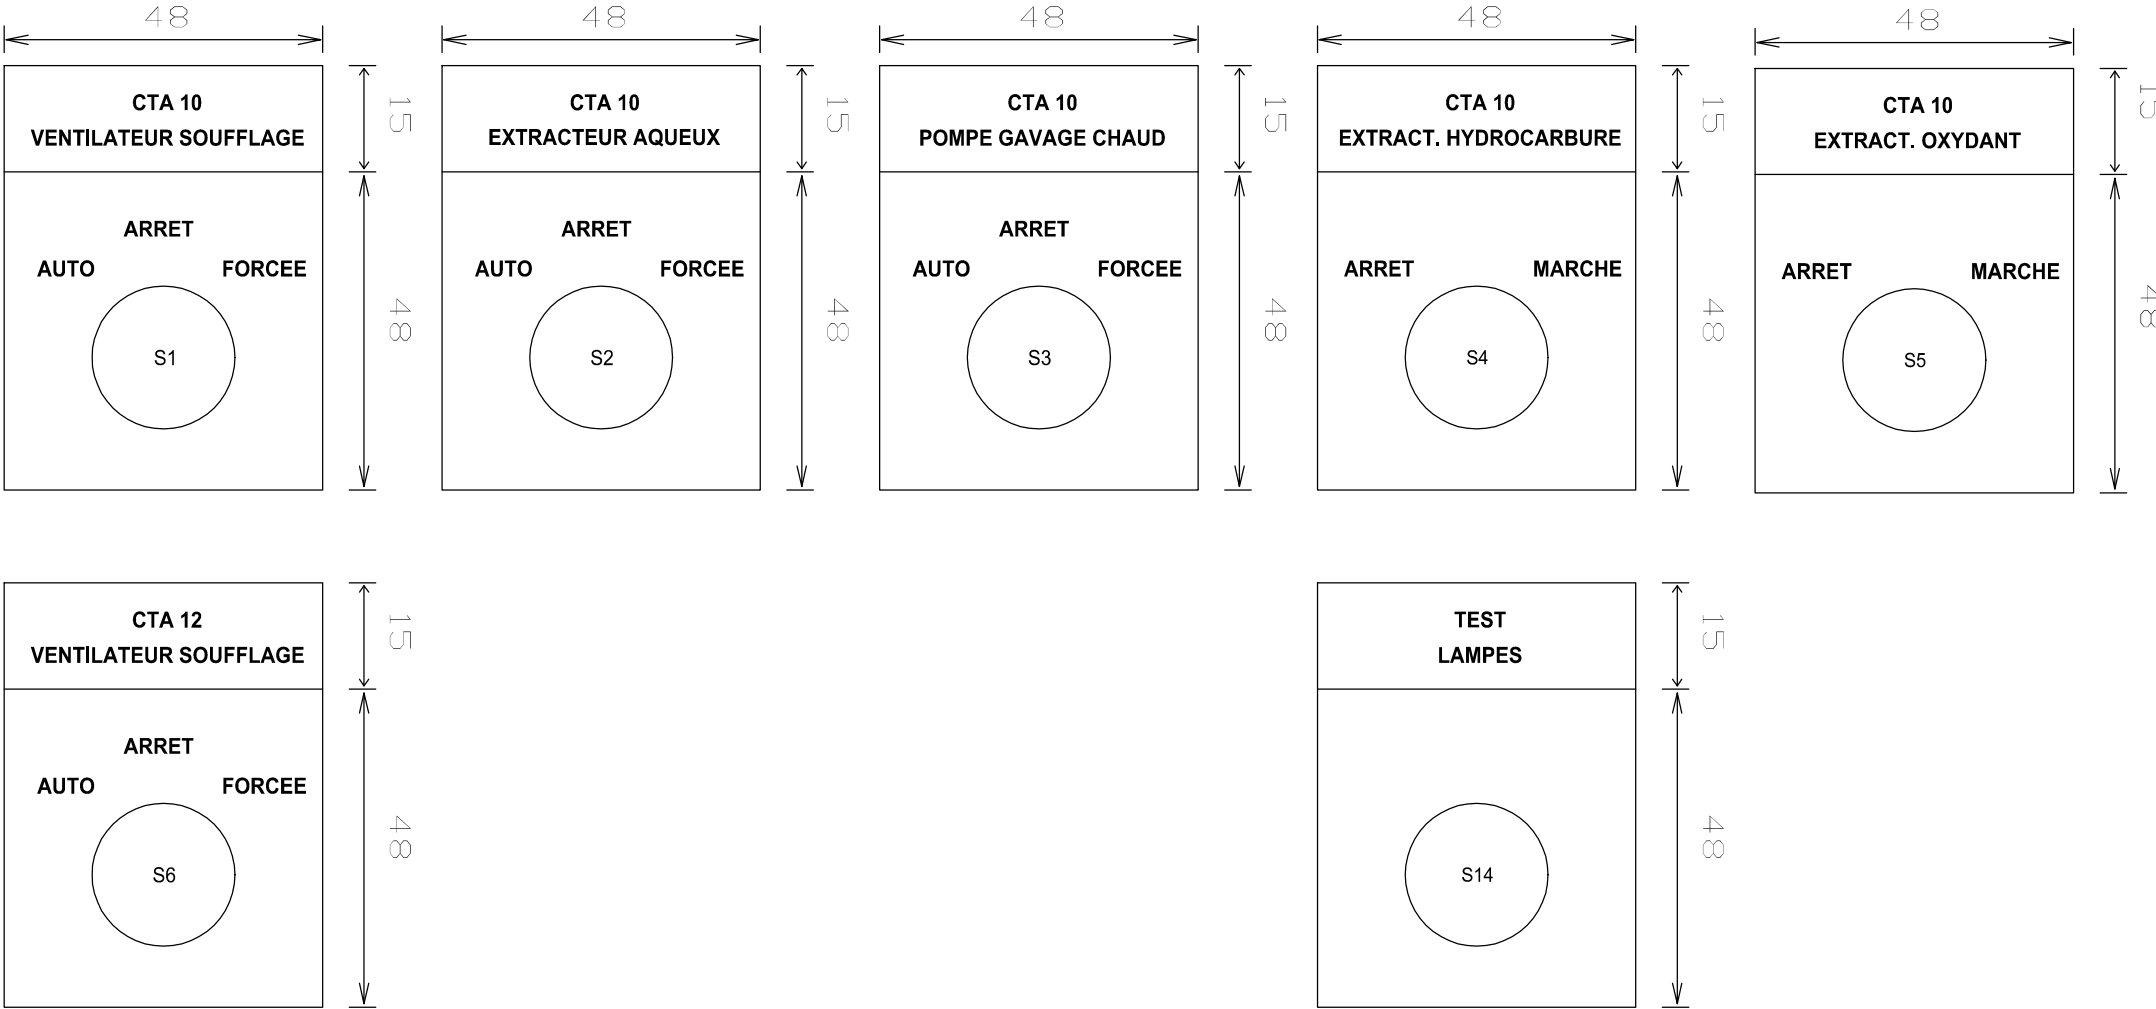 48
48
48
48
48
CTA 10
VENTILATEUR SOUFFLAGE
15
CTA 10
EXTRACTEUR AQUEUX
15
CTA 10
POMPE GAVAGE CHAUD
15
CTA 10
EXTRACT. HYDROCARBURE
15
CTA 10
EXTRACT. OXYDANT
15
ARRET
AUTO FORCEE
S1
48
ARRET
AUTO FORCEE
S2
48
ARRET
AUTO FORCEE
S3
48
ARRET MARCHE
S4
48
ARRET MARCHE
S5
48
CTA 12
VENTILATEUR SOUFFLAGE
15
ARRET
AUTO FORCEE
S6
48
TEST
LAMPES
15
S14
48